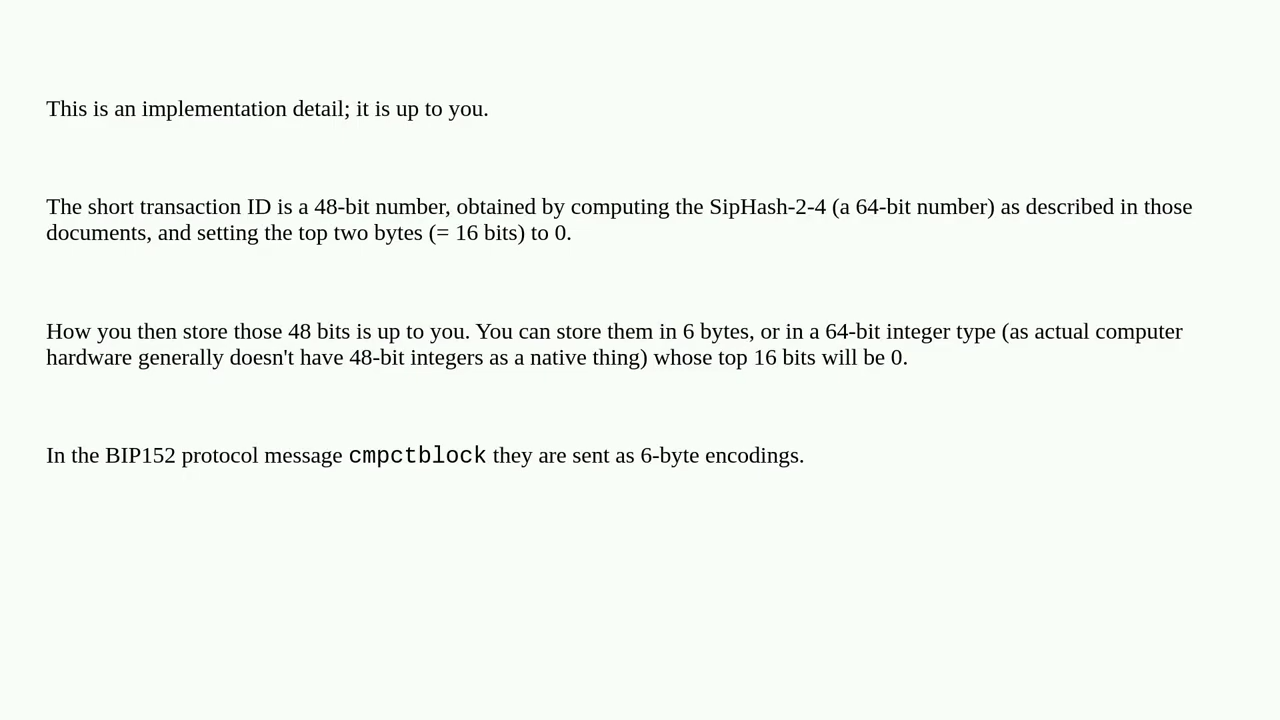 This is an implementation detail; it is up to you.
The short transaction ID is a 48-bit number, obtained by computing the SipHash-2-4 (a 64-bit number) as described in those
documents, and setting the top two bytes (= 16 bits) to 0.
How you then store those 48 bits is up to you. You can store them in 6 bytes, or in a 64-bit integer type (as actual computer
hardware generally doesn't have 48-bit integers as a native thing) whose top 16 bits will be 0.
In the BIP152 protocol message cmpctblock they are sent as 6-byte encodings.